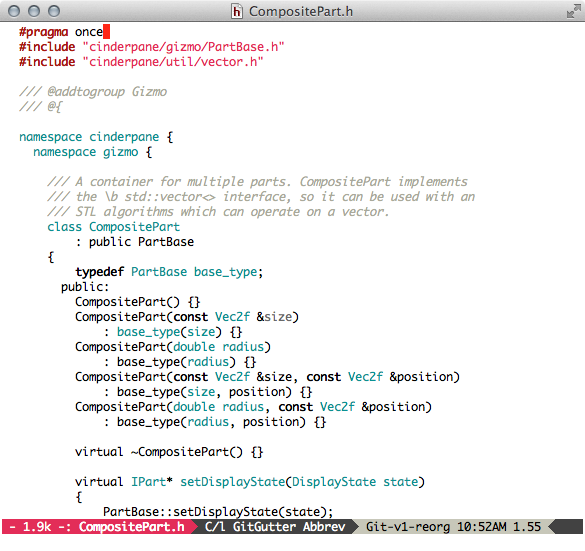 CompositePart.h
#pragma once
#include "cinderpane/gizmo/PartBase.h"
#include "cinderpane/util/vector.h"
/// @addtogroup Gizmo
/// @{
namespace cinderpane {
namespace gizmo {
/// A container for multiple parts. CompositePart implements
/// the \b std::vector<> interface, so it can be used with an
/// STL algorithms which can operate on a vector.
class CompositePart
: public PartBase
{
typedef PartBase base_type;
public:
CompositePart() {}
CompositePart(const Vec2f &size)
: base_type(size) {}
CompositePart(double radius)
: base_type(radius) {}
CompositePart(const Vec2f &size, const Vec2f &position)
: base_type(size, position) {}
CompositePart(double radius, const Vec2f &position)
: base_type(radius, position) {}
virtual ~CompositePart() {}
virtual IPart* setDisplayState(DisplayState state)
{
PartBase::setDisplayState(state);
- 1.9k -: CompositePart.h C/l GitGutter Abbrev Git-v1-reorg 10:52AM 1.55